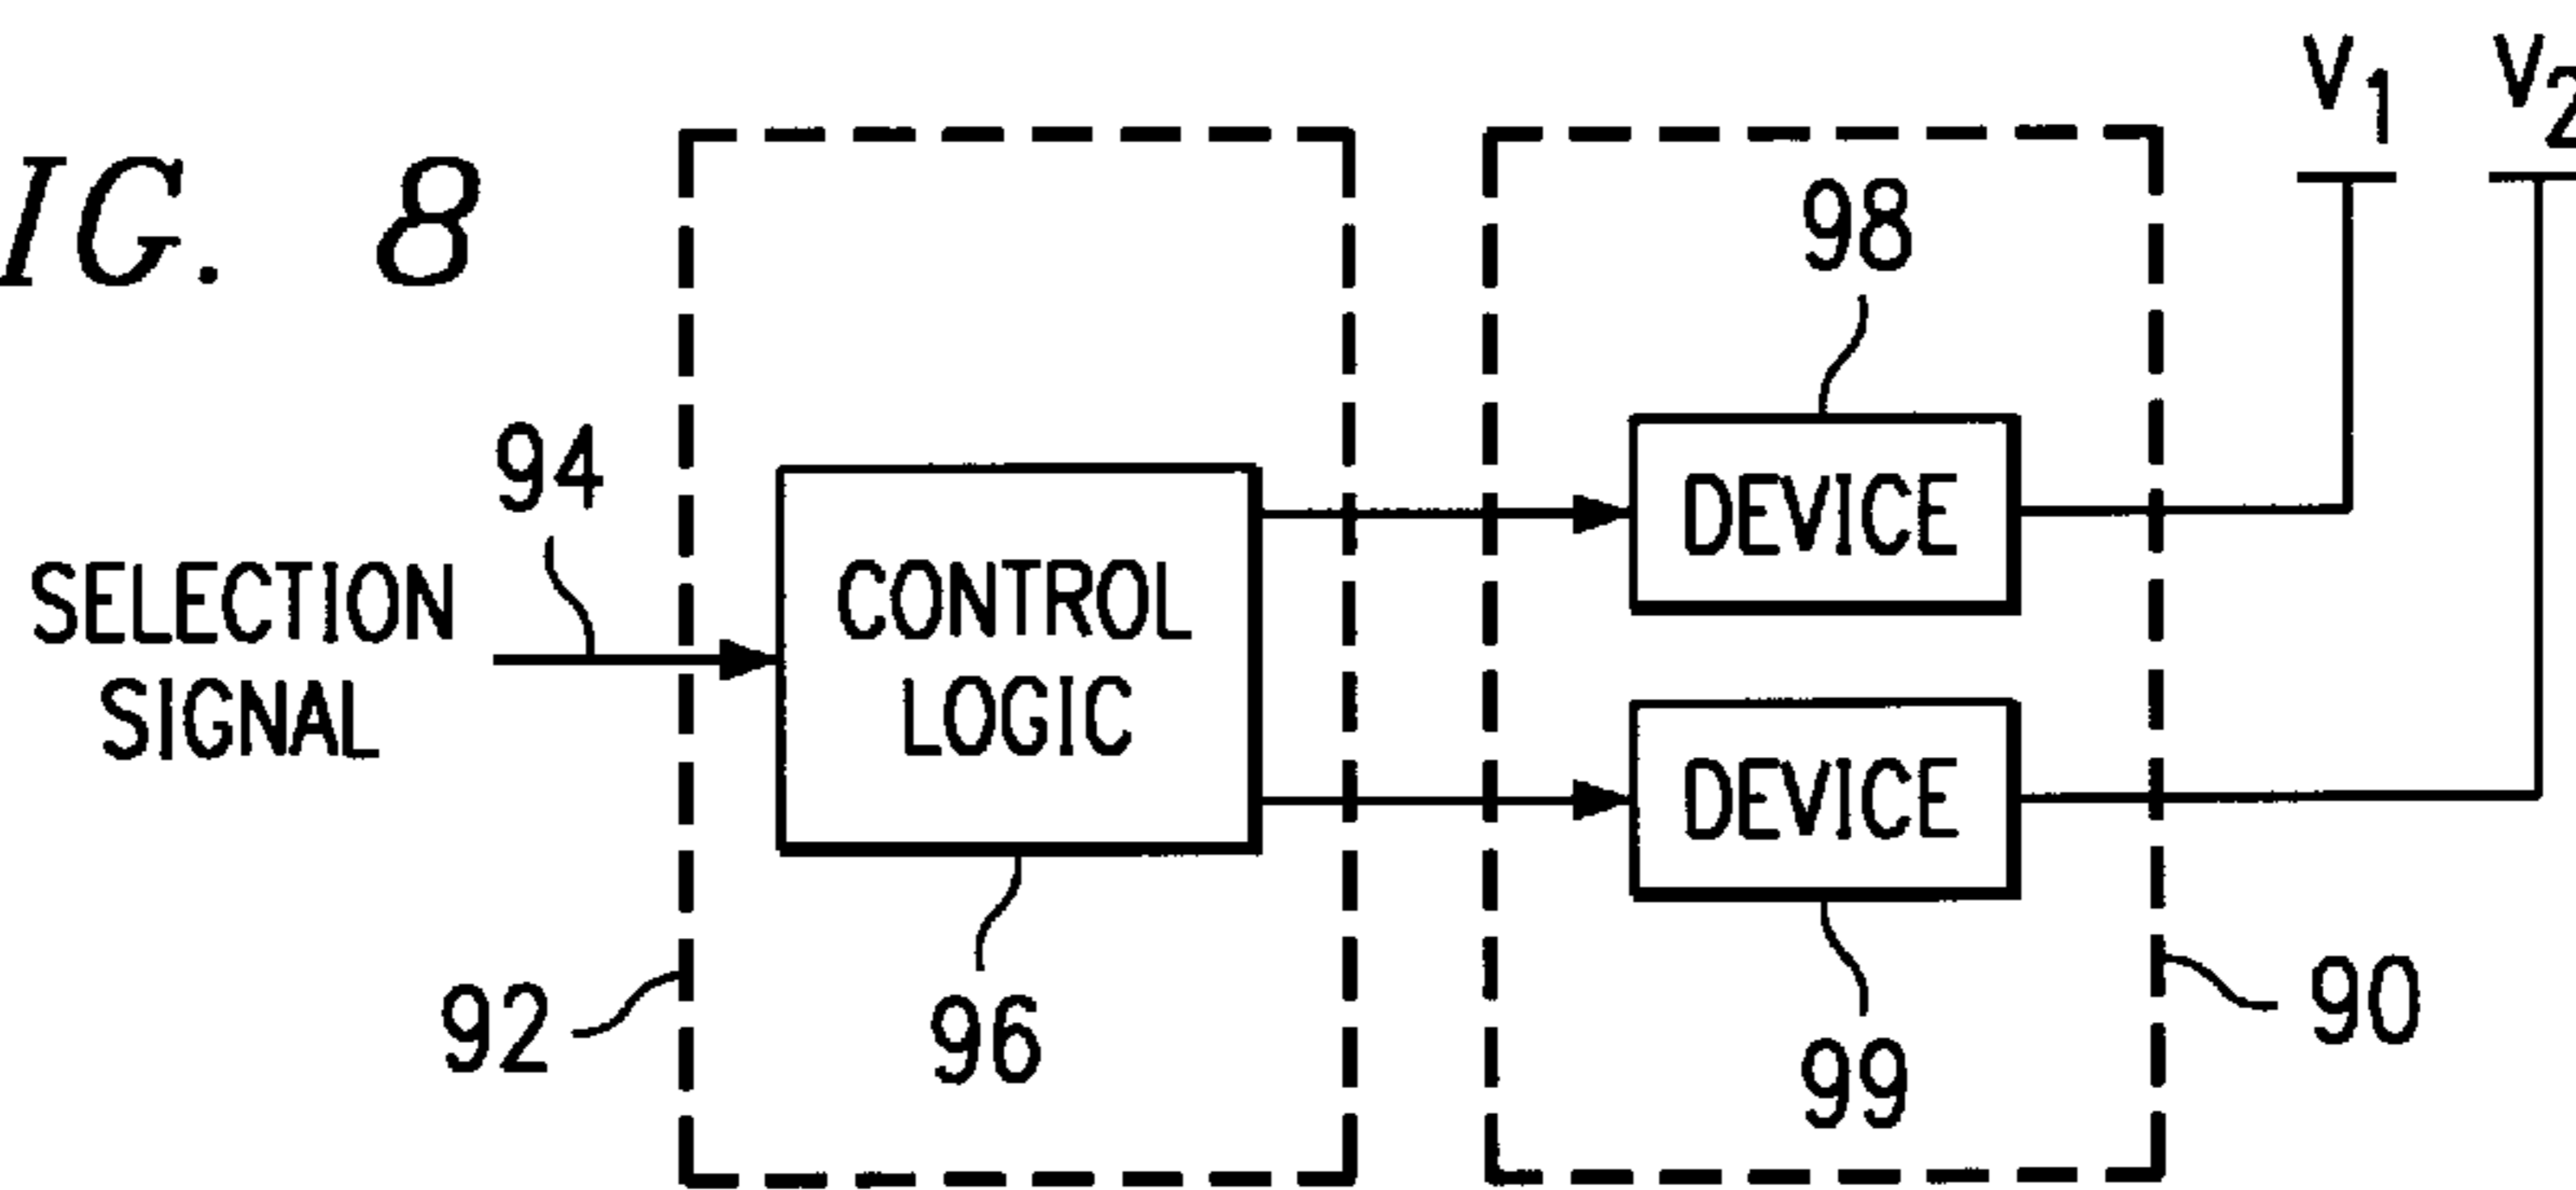 IG. 8
V1 V2
98
94
SELECTION
SIGNAL
CONTROL
LOGIC
DEVICE
DEVICE
92
96
99
90